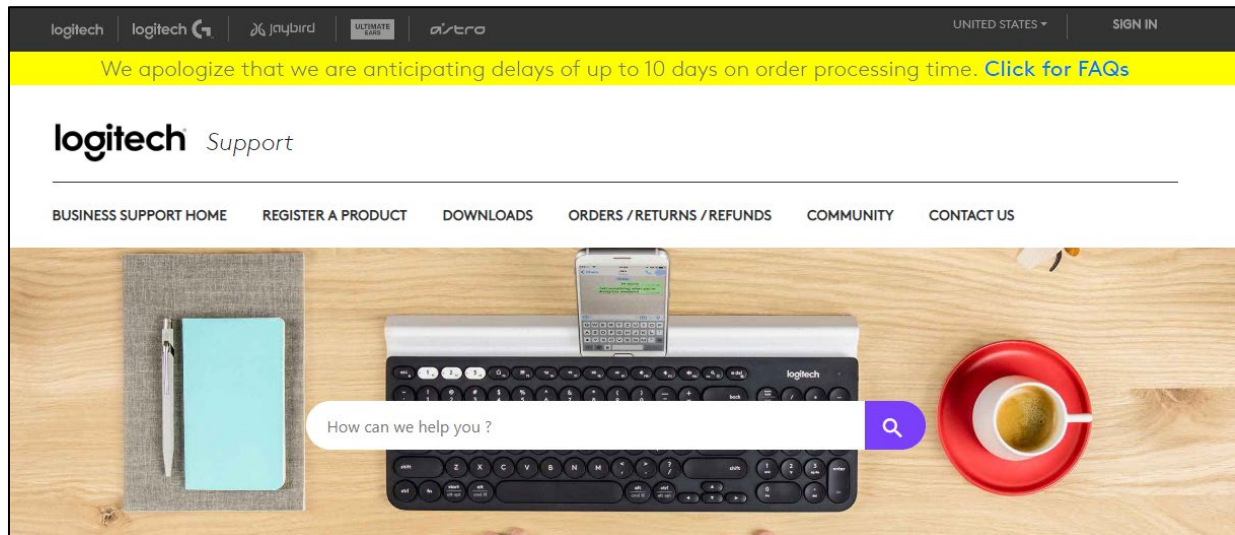 logitech logitech G jaybird ULTIMATE EARS ASTRO UNITED STATES SIGN IN
We apologize that we are anticipating delays of up to 10 days on order processing time. Click for FAQs
logitech Support
BUSINESS SUPPORT HOME REGISTER A PRODUCT DOWNLOADS ORDERS / RETURNS / REFUNDS COMMUNITY CONTACT US
logitech
How can we help you ?
shift Z X C V B N M shift